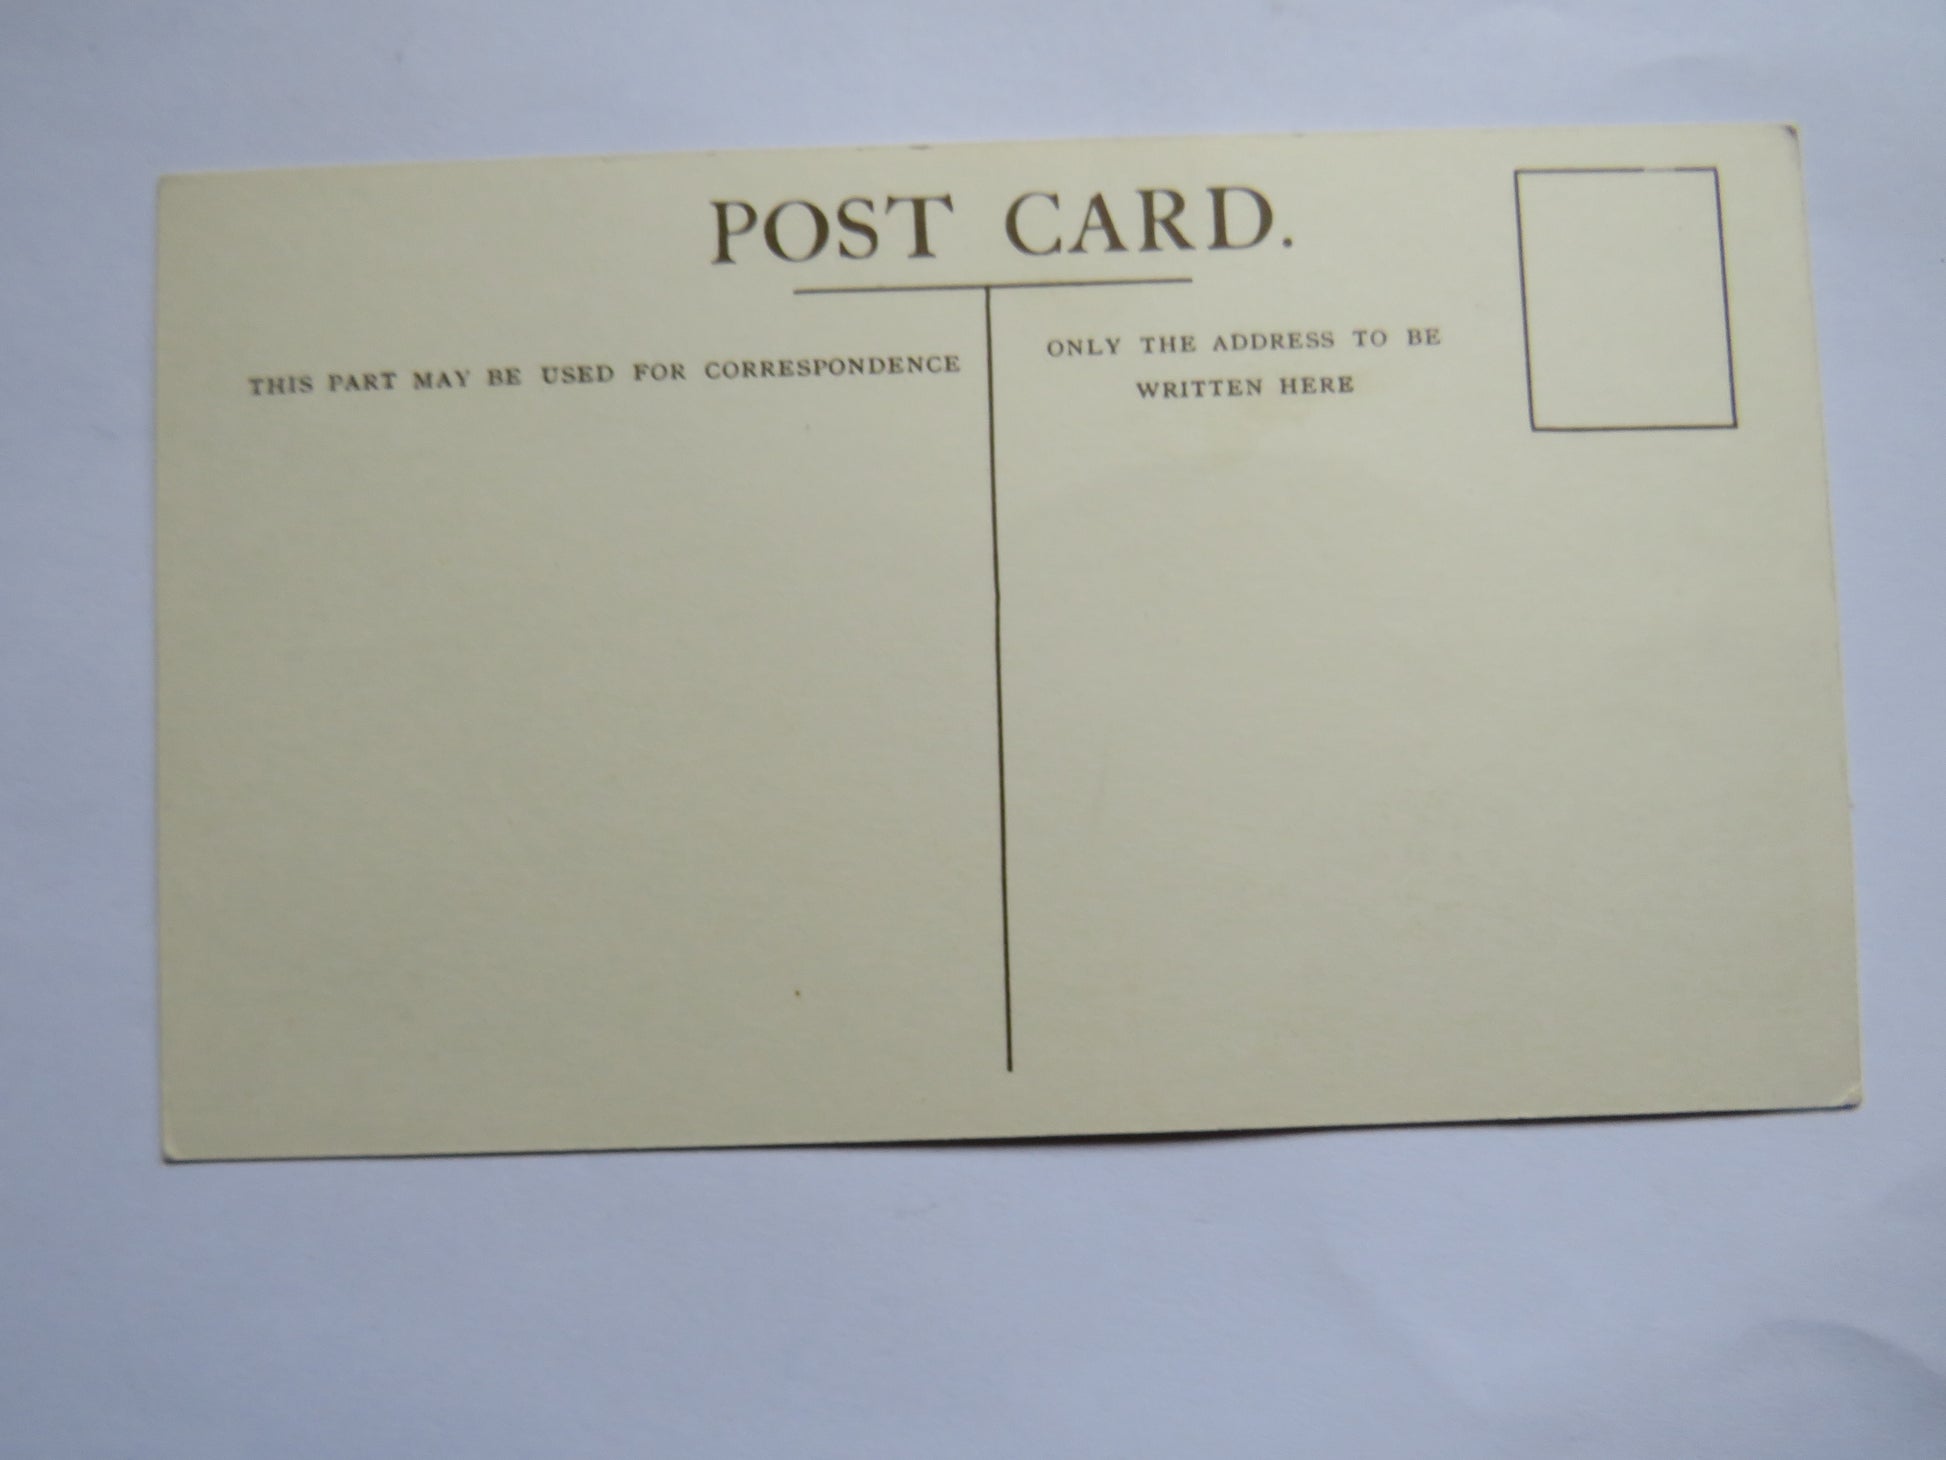 POST CARD.
THIS PART MAY BE USED FOR CORRESPONDENCE
ONLY THE ADDRESS TO BE
WRITTEN HERE